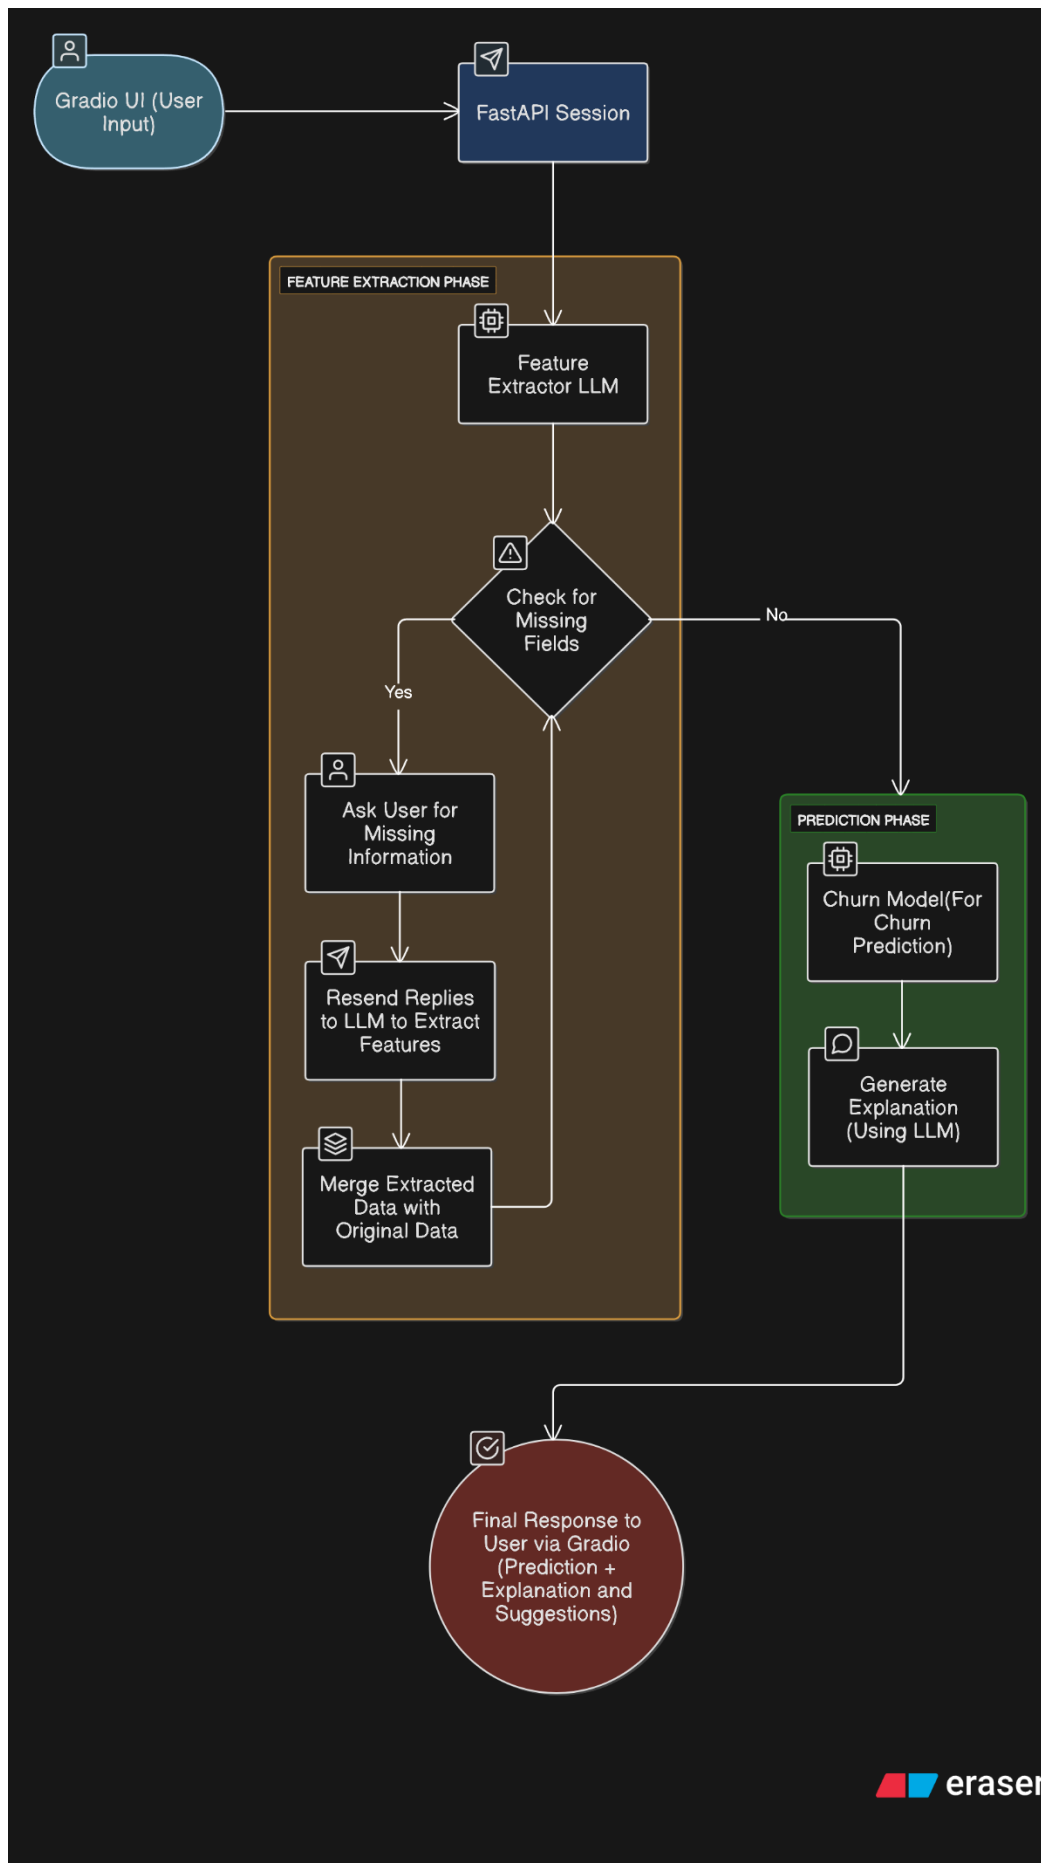 Gradio UI (User
Input)
FastAPI Session
FEATURE EXTRACTION PHASE
Feature
Extractor LLM
Check for
Missing
Fields
No
Yes
Ask User for
Missing
Information
Resend Replies
to LLM to Extract
Features
Merge Extracted
Data with
Original Data
PREDICTION PHASE
Churn Model(For
Churn
Prediction)
Generate
Explanation
(Using LLM)
Final Response to
User via Gradio
(Prediction +
Explanation and
Suggestions)
eraser